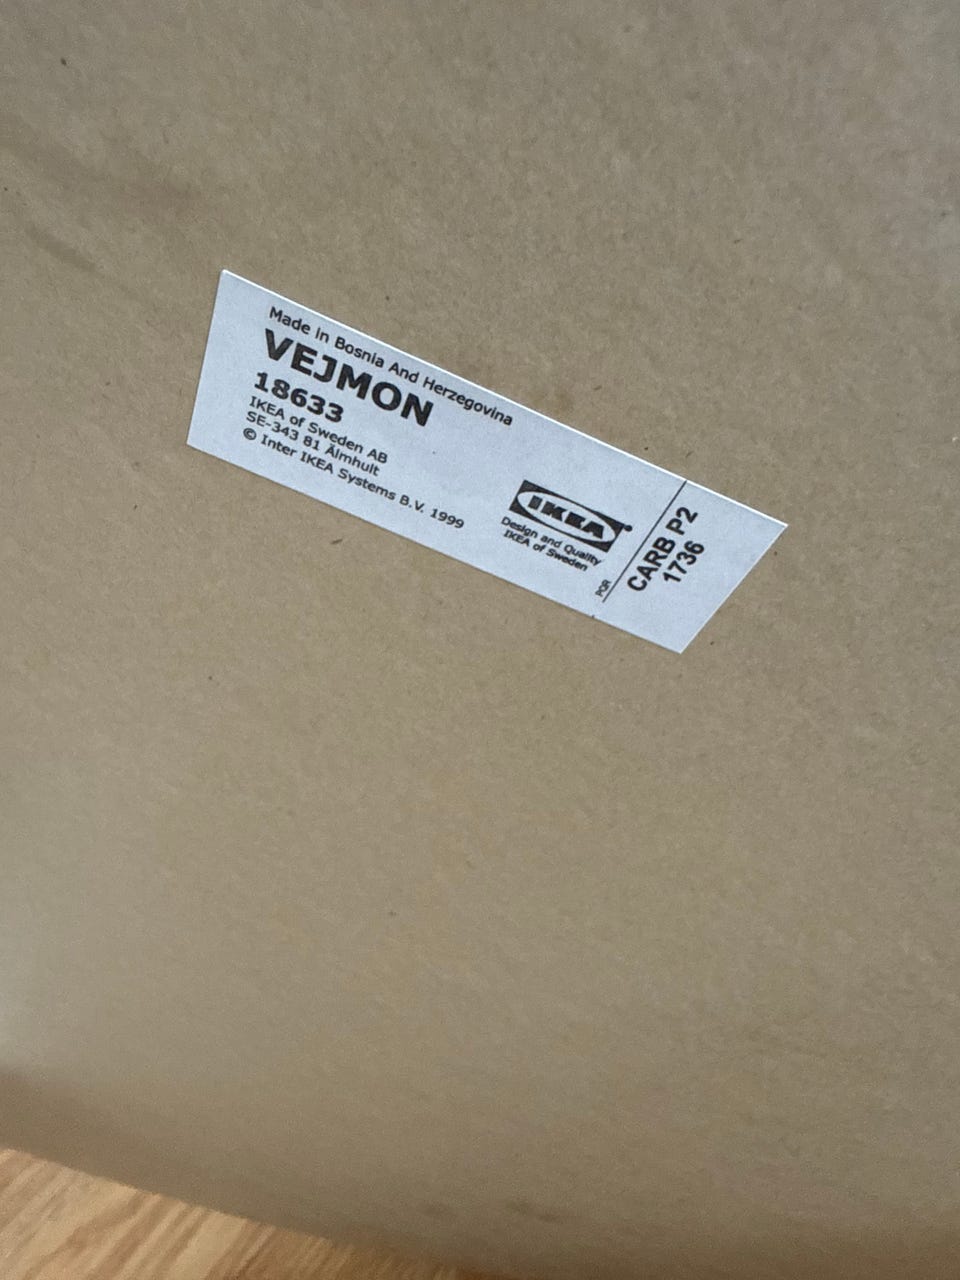 Made in Bosnia And Herzegovina
VEJMON
18633
IKEA of Sweden AB
SE-343 81 Älmhult
© Inter IKEA Systems B.V. 1999
IKEA®
Design and Quality
IKEA of Sweden
PQR
CARB P2
1736